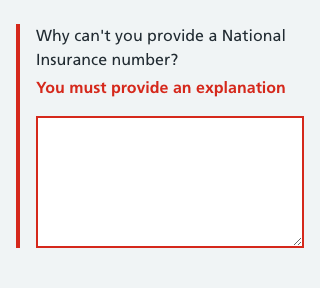 Why can't you provide a National
Insurance number?
You must provide an explanation